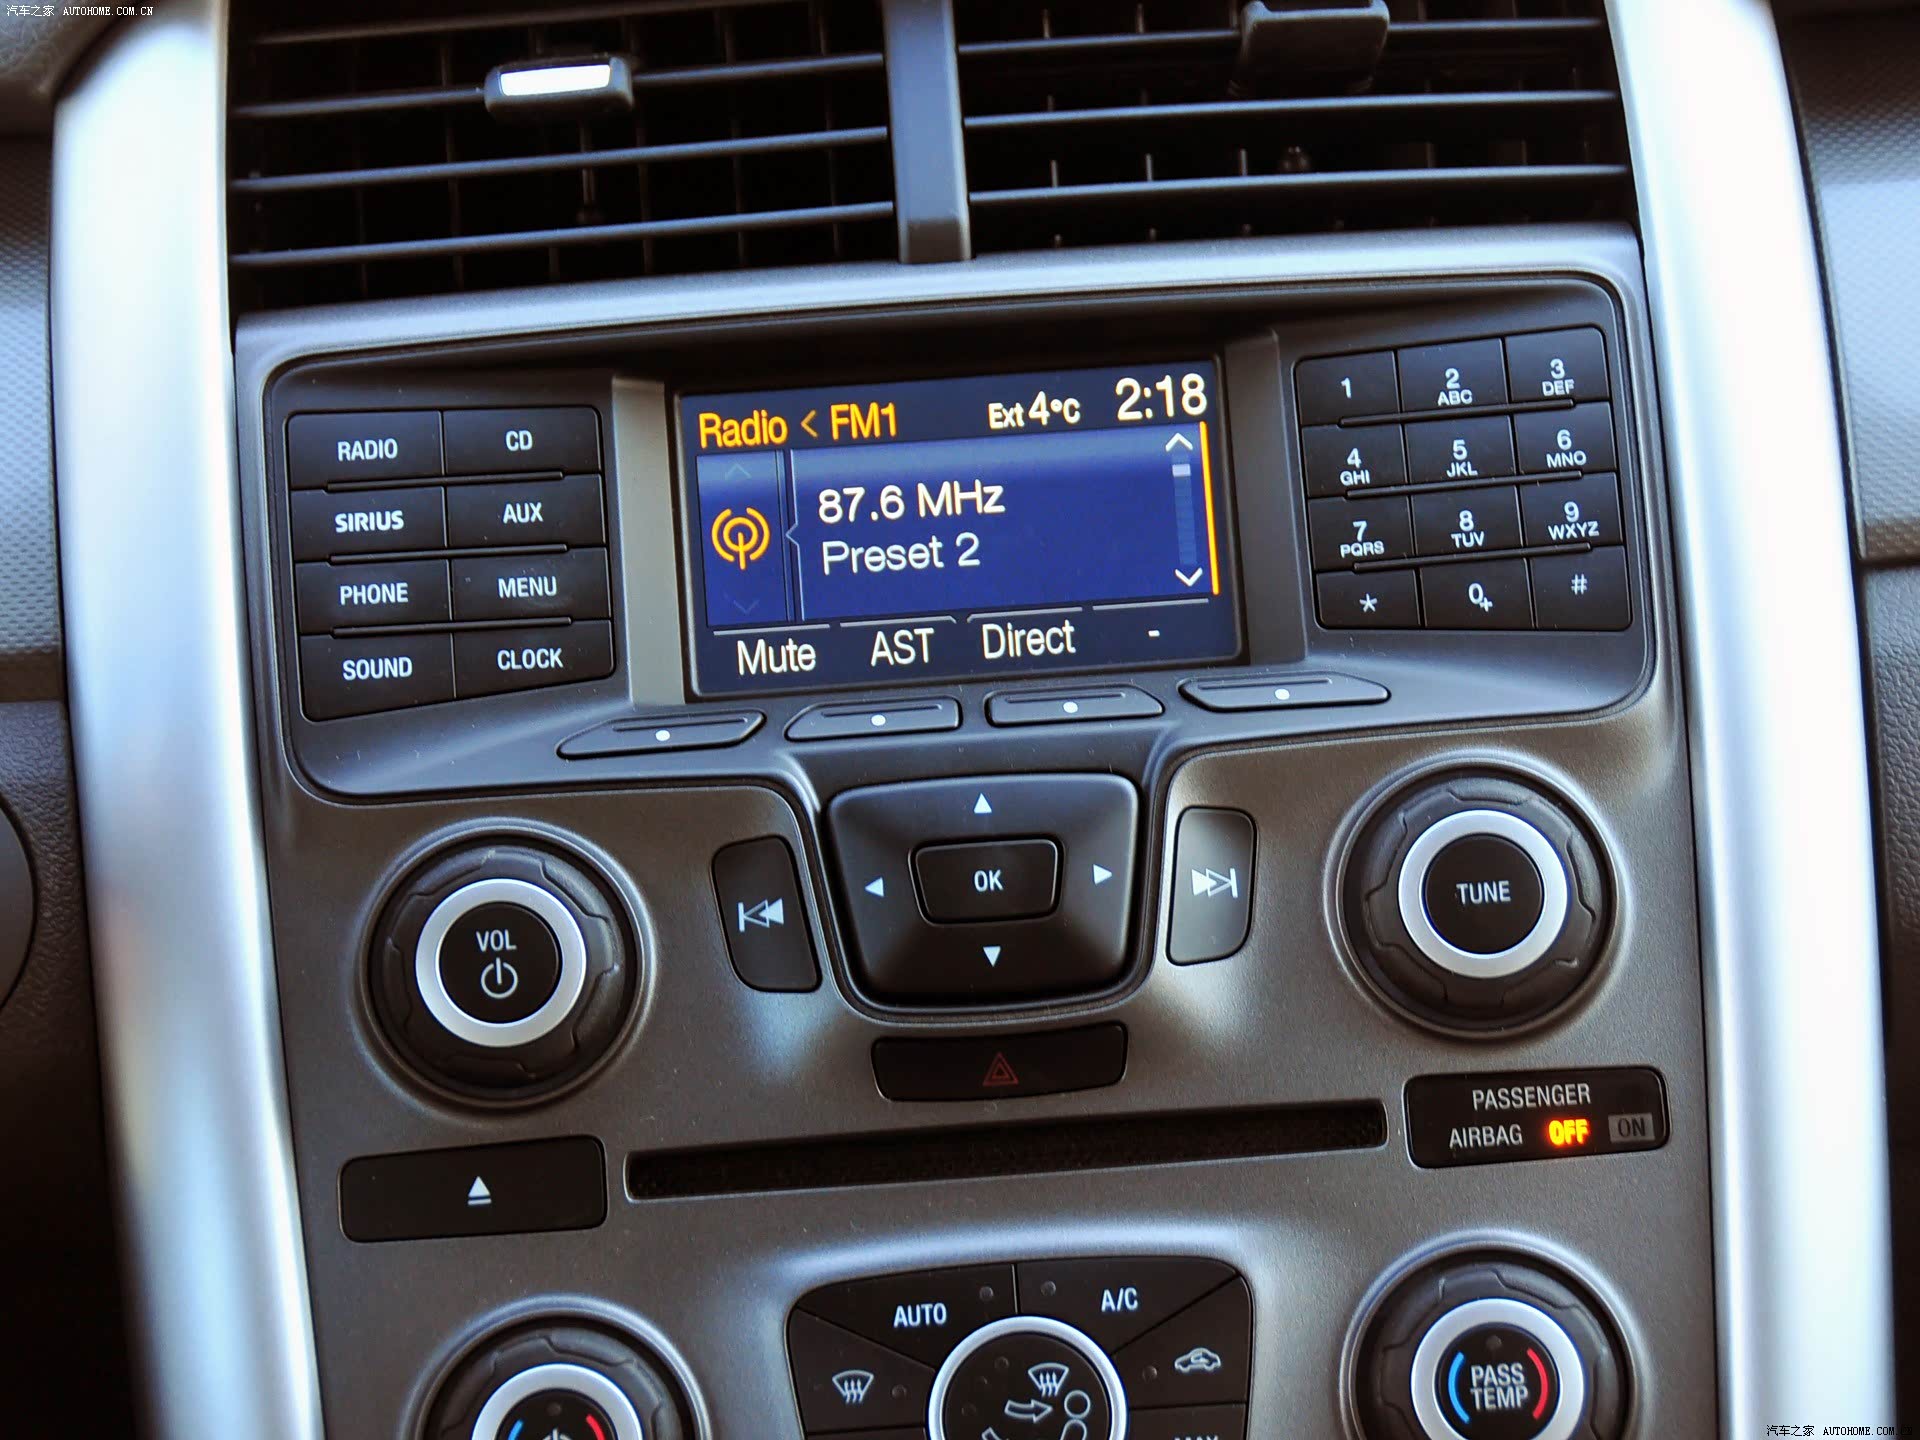 汽车之家 AUTOHOME.COM.CN
Radio < FM1 Ext 4°C 2:18
87.6 MHz
Preset 2
Mute AST Direct -
RADIO CD
SIRIUS AUX
PHONE MENU
SOUND CLOCK
1 2 ABC 3 DEF
4 GHI 5 JKL 6 MNO
7 PQRS 8 TUV 9 WXYZ
* 0+ #
OK
VOL
TUNE
PASSENGER
AIRBAG OFF ON
AUTO A/C
PASS
TEMP
MAX
汽车之家 AUTOHOME.COM.CN